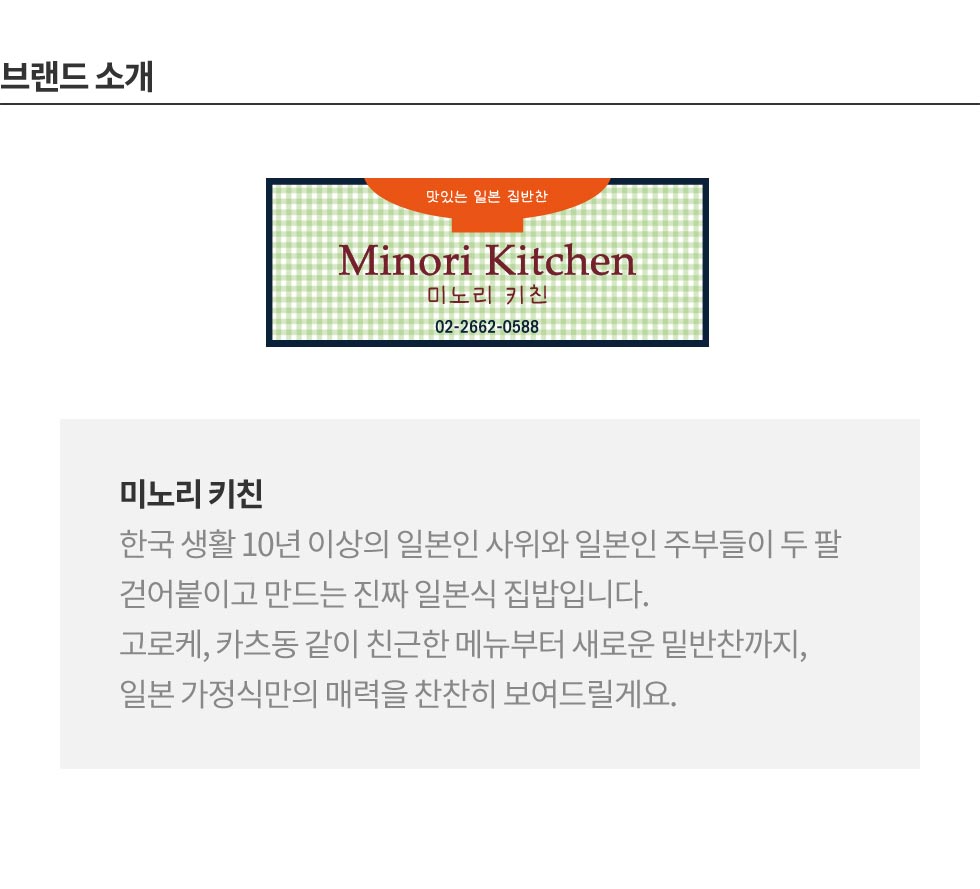 브랜드 소개
맛있는 일본 집반찬
Minori Kitchen
미노리 키친
02-2662-0588
미노리 키친
한국 생활 10년 이상의 일본인 사위와 일본인 주부들이 두 팔
걷어붙이고 만드는 진짜 일본식 집밥입니다.
고로케, 카츠동 같이 친근한 메뉴부터 새로운 밑반찬까지,
일본 가정식만의 매력을 찬찬히 보여드릴게요.